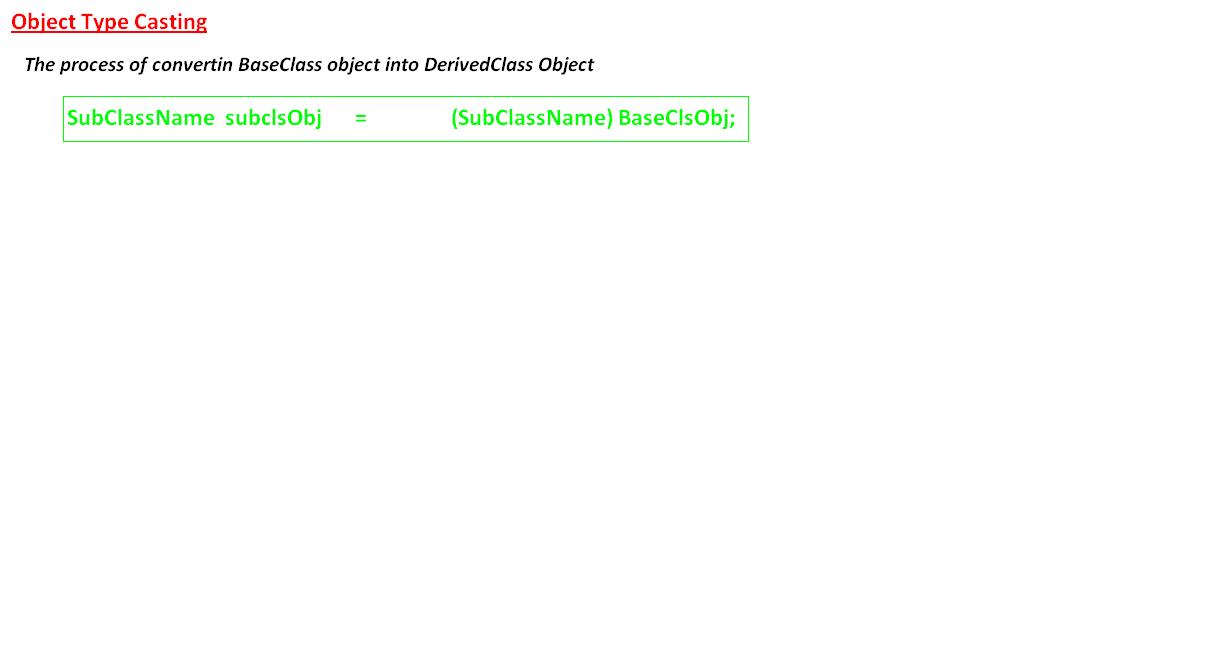 Object Type Casting
The process of convertin BaseClass object into DerivedClass Object
SubClassName subclsObj = (SubClassName) BaseClsObj;